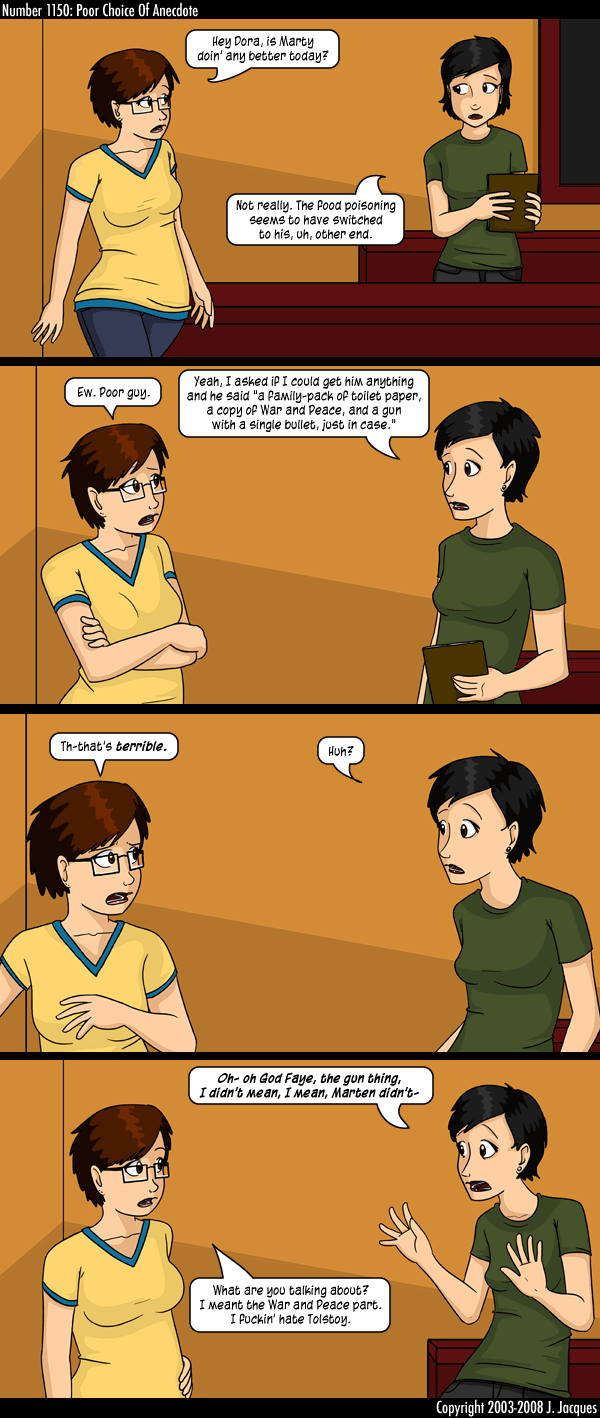 Number 1150: Poor Choice Of Anecdote
Hey Dora, is Marty
doin' any better today?
Not really. The food poisoning
seems to have switched
to his, uh, other end.
Ew. Poor guy.
Yeah, I asked if I could get him anything
and he said "a family-pack of toilet paper,
a copy of War and Peace, and a gun
with a single bullet, just in case."
Th-that's terrible.
Huh?
Oh- oh God Faye, the gun thing,
I didn't mean, I mean, Marten didn't-
What are you talking about?
I meant the War and Peace part.
I fuckin' hate Tolstoy.
Copyright 2003-2008 J. Jacques